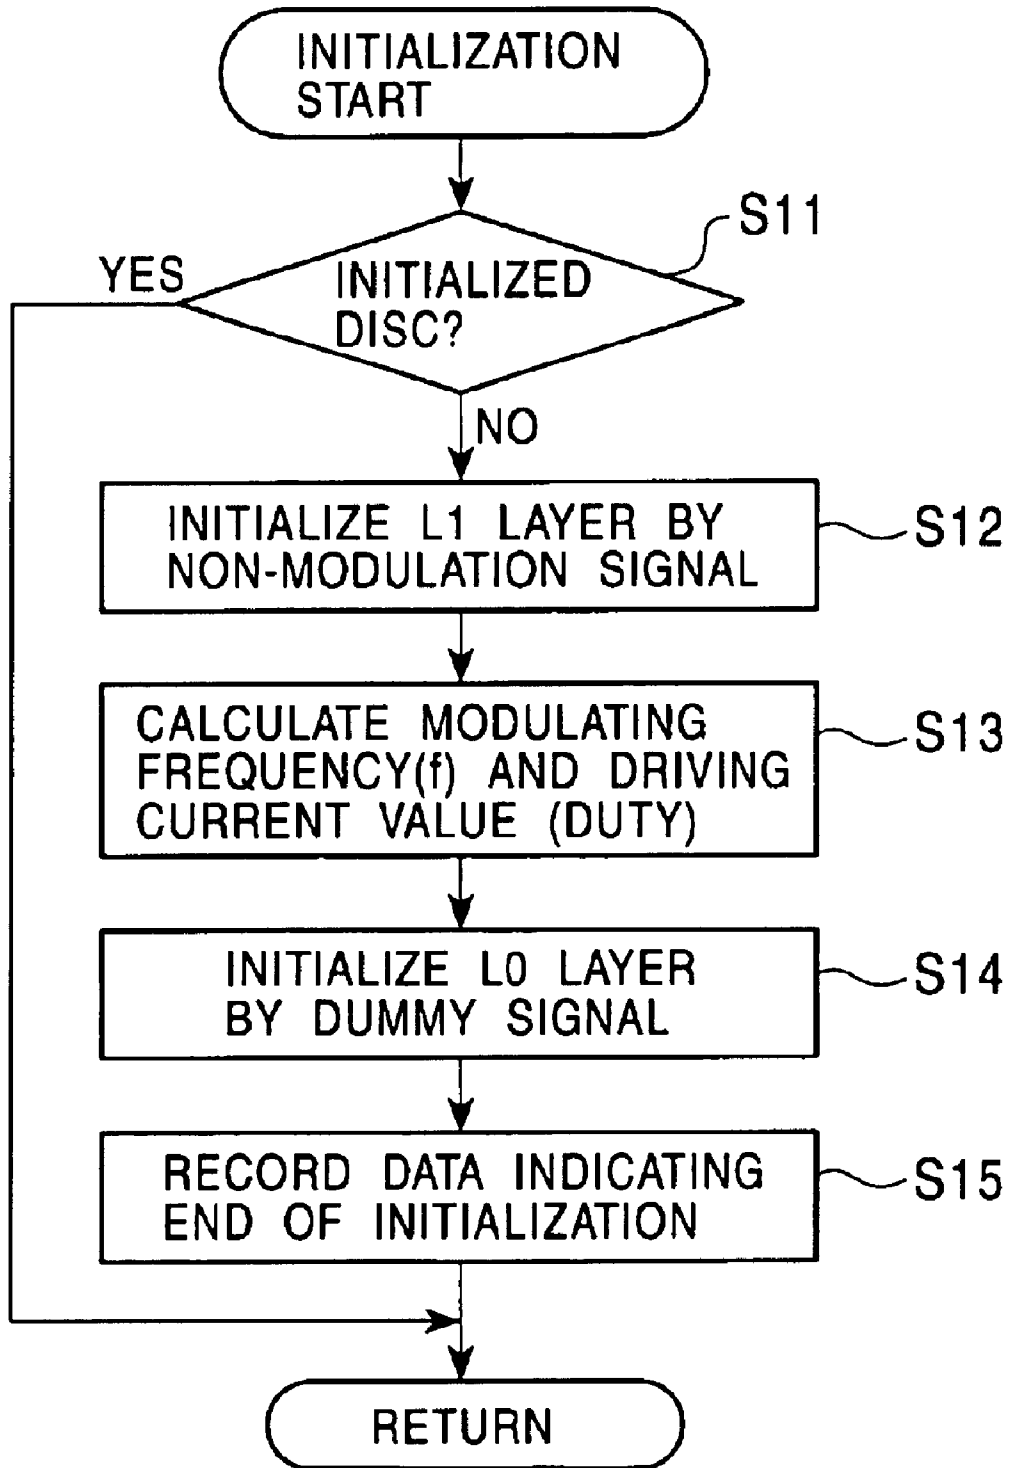 INITIALIZATION
START
S11
YES
INITIALIZED
DISC?
NO
INITIALIZE L1 LAYER BY
NON-MODULATION SIGNAL
S12
CALCULATE MODULATING
FREQUENCY(f) AND DRIVING
CURRENT VALUE (DUTY)
S13
INITIALIZE L0 LAYER
BY DUMMY SIGNAL
S14
RECORD DATA INDICATING
END OF INITIALIZATION
S15
RETURN